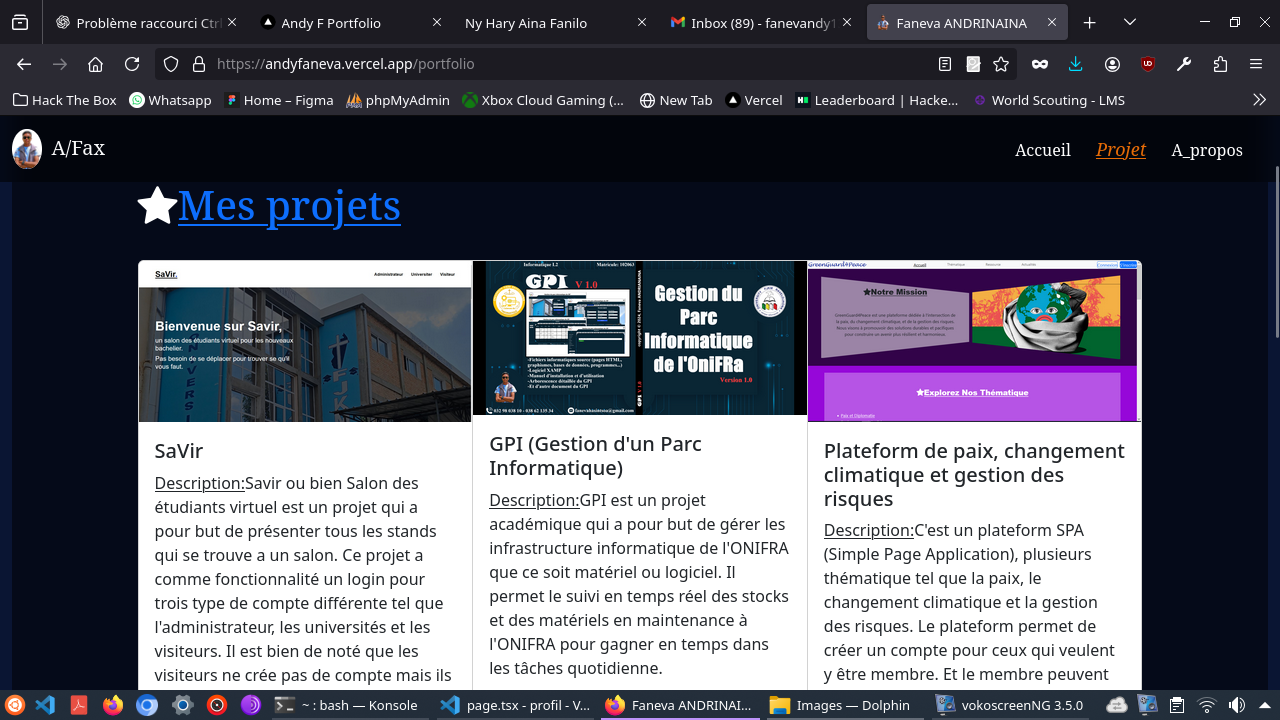 Problème raccourci Ctrl
Andy F Portfolio
Ny Hary Aina Fanilo
Inbox (89) - fanevandy1
Faneva ANDRINAINA
https://andyfaneva.vercel.app/portfolio
Hack The Box
Whatsapp
Home – Figma
phpMyAdmin
Xbox Cloud Gaming (...
New Tab
Vercel
Leaderboard | Hacke...
World Scouting - LMS
A/Fax
Accueil
Projet
A_propos
Mes projets
SaVir.
Administrateur Universiter Visiteur
un salon des étudiants virtuel pour les nouveaux
bachelier.
Pas besoin de se déplacer pour trouver se qu'il
vous faut.
Informatique L2
Matricule: 102063
GPI V 1.0
Gestion du
Parc
Informatique
de l'OniFRa
Version 1.0
GreenGuard4Peace
Accueil
Notre Mission
Explorez Nos Thématique
SaVir
Description:Savir ou bien Salon des
étudiants virtuel est un projet qui a
pour but de présenter tous les stands
qui se trouve a un salon. Ce projet a
comme fonctionnalité un login pour
trois type de compte différente tel que
l'administrateur, les universités et les
visiteurs. Il est bien de noté que les
visiteurs ne crée pas de compte mais ils
GPI (Gestion d'un Parc
Informatique)
Description:GPI est un projet
académique qui a pour but de gérer les
infrastructure informatique de l'ONIFRA
que ce soit matériel ou logiciel. Il
permet le suivi en temps réel des stocks
et des matériels en maintenance à
l'ONIFRA pour gagner en temps dans
les tâches quotidienne.
Plateform de paix, changement
climatique et gestion des
risques
Description:C'est un plateform SPA
(Simple Page Application), plusieurs
thématique tel que la paix, le
changement climatique et la gestion
des risques. Le plateform permet de
créer un compte pour ceux qui veulent
y être membre. Et le membre peuvent
~ : bash — Konsole
page.tsx - profil - V...
Faneva ANDRINAI...
Images — Dolphin
vokoscreenNG 3.5.0